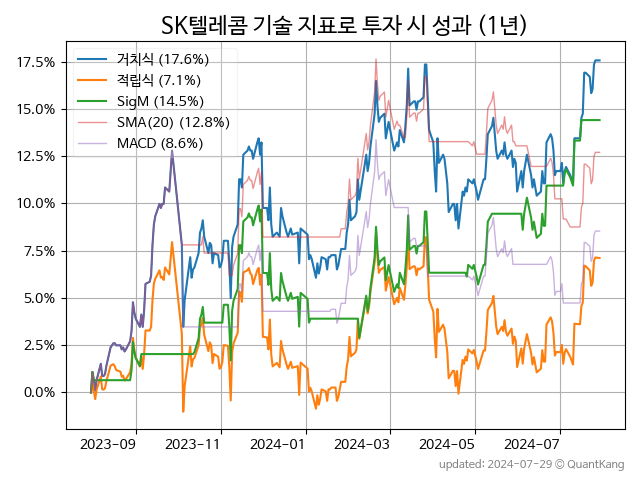 SK텔레콤 기술 지표로 투자 시 성과 (1년)
17.5%
15.0%
12.5%
10.0%
7.5%
5.0%
2.5%
0.0%
거치식 (17.6%)
적립식 (7.1%)
SigM (14.5%)
SMA(20) (12.8%)
MACD (8.6%)
2023-09 2023-11 2024-01 2024-03 2024-05 2024-07
updated: 2024-07-29 © QuantKang